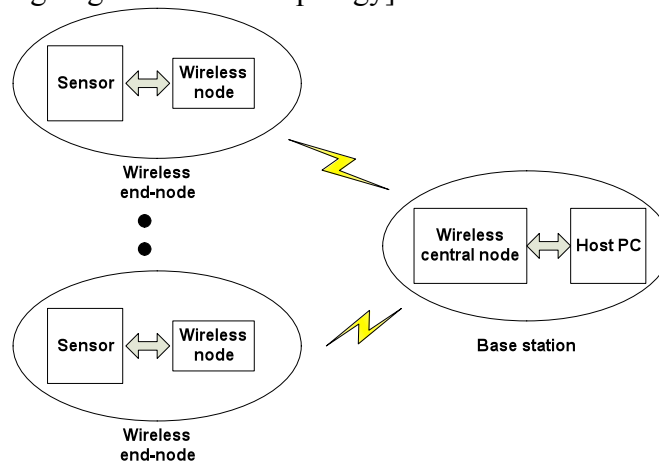 topology]
Sensor
Wireless
node
Wireless
end-node
Wireless
central node
Host PC
Base station
Sensor
Wireless
node
Wireless
end-node